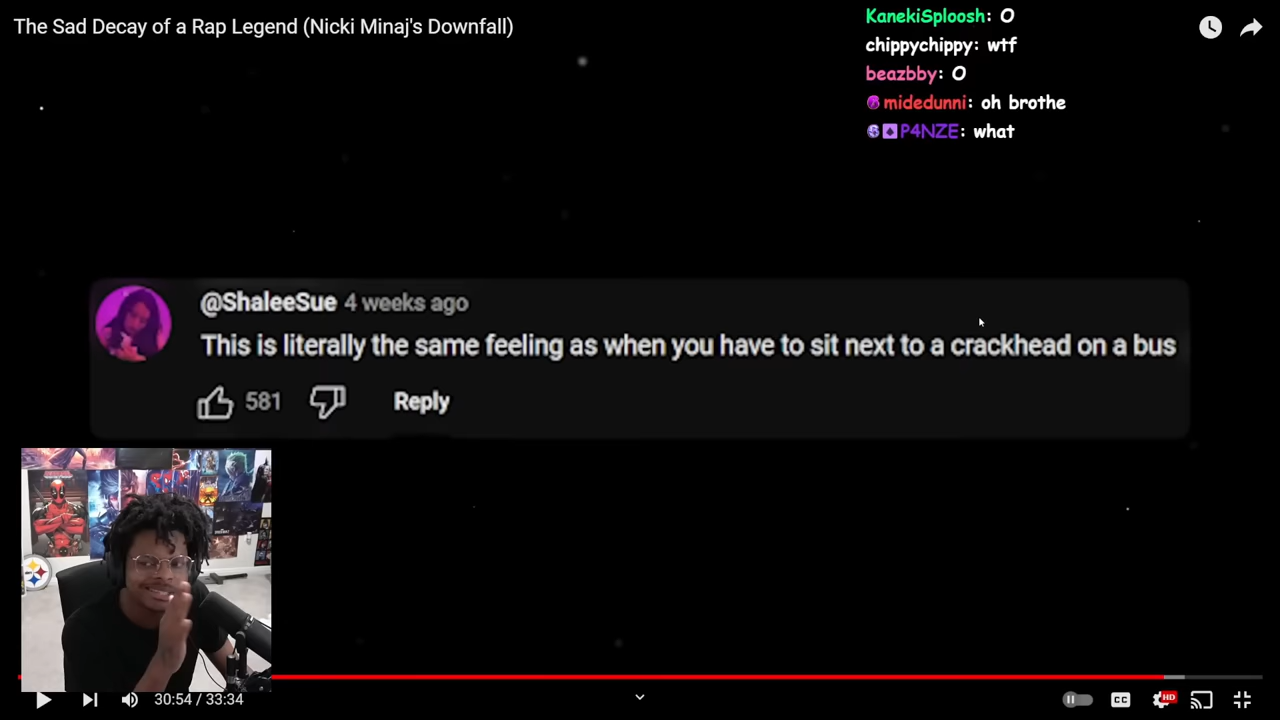 The Sad Decay of a Rap Legend (Nicki Minaj's Downfall)
KanekiSploosh: O
chippychippy: wtf
beazbby: O
midedunni: oh brothe
P4NZE: what
@ShaleeSue 4 weeks ago
This is literally the same feeling as when you have to sit next to a crackhead on a bus
581
Reply
30:54 / 33:34
CC
HD